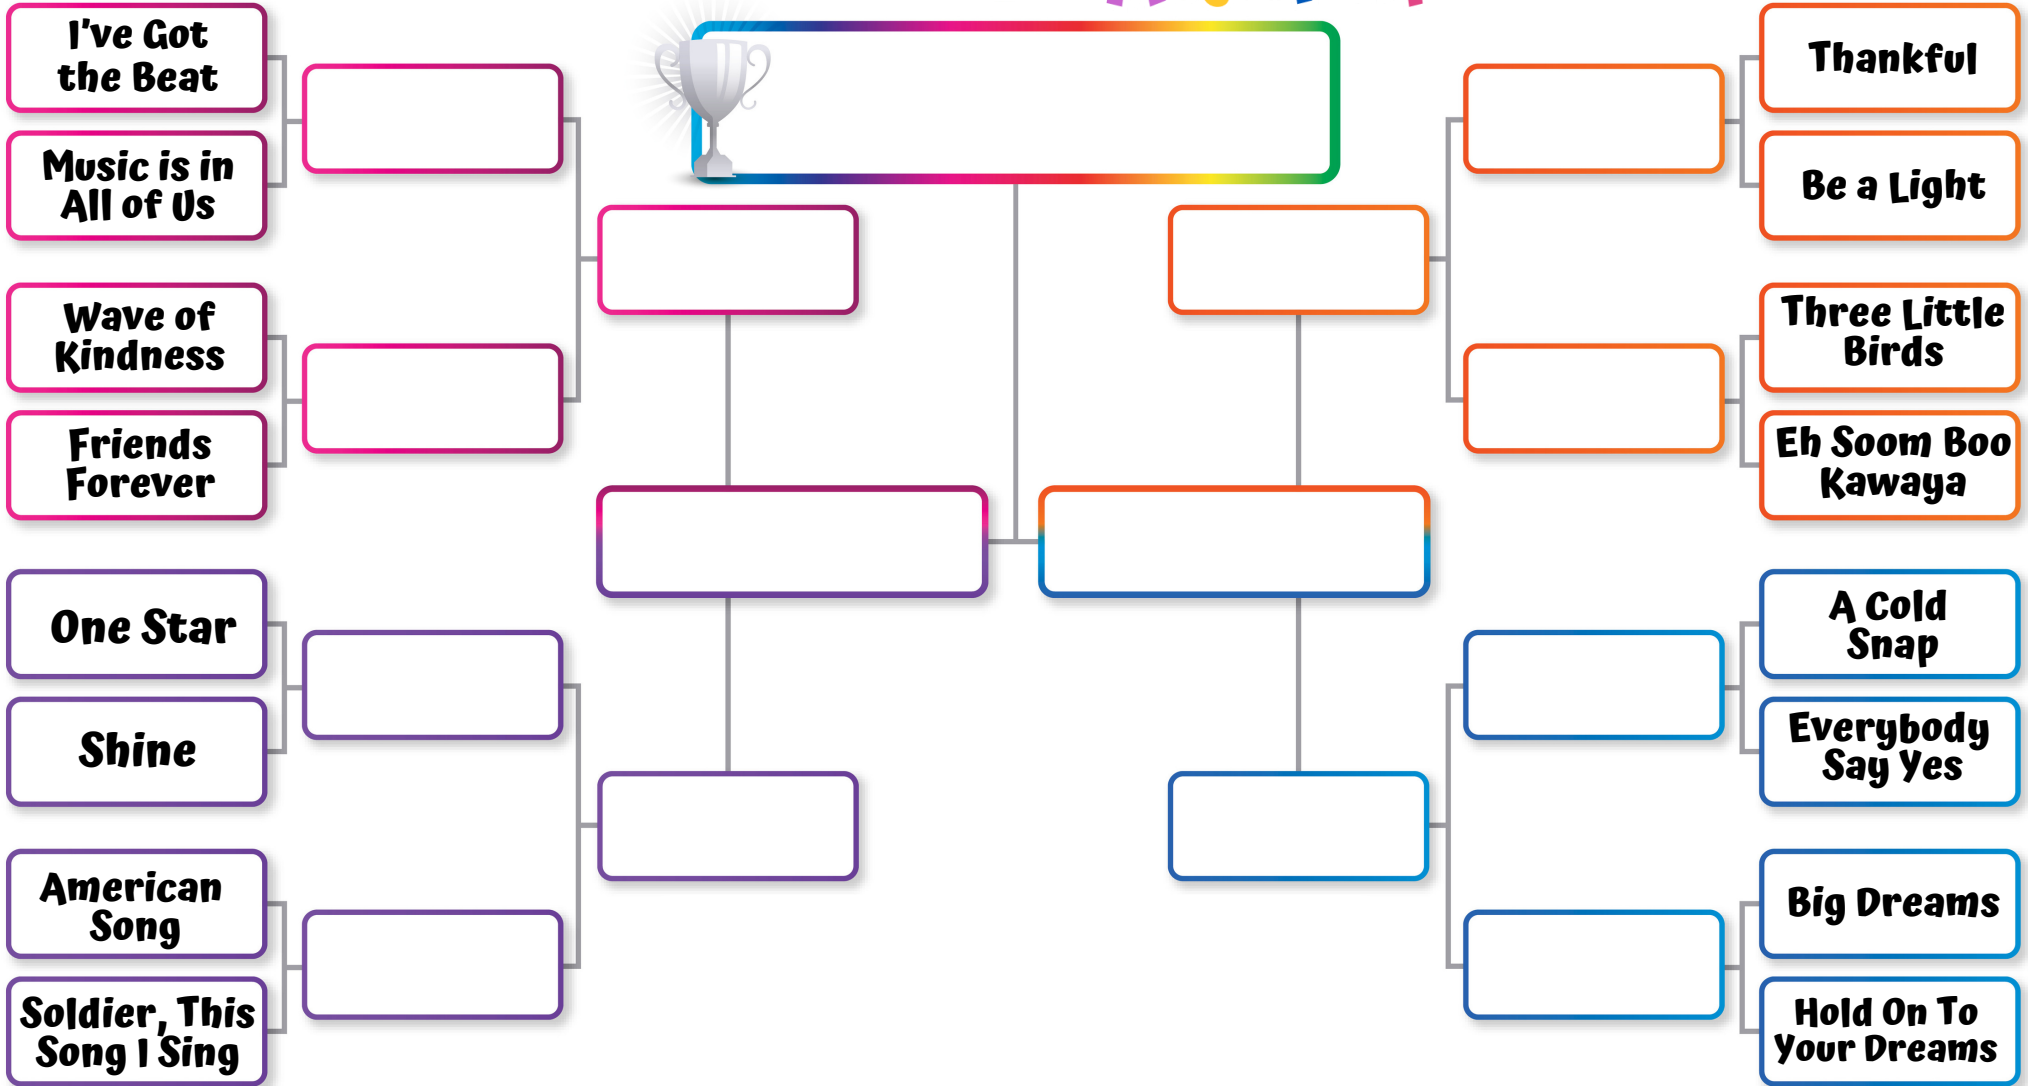 I've Got
the Beat
Music is in
All of Us
Wave of
Kindness
Friends
Forever
One Star
Shine
American
Song
Soldier, This
Song I Sing
Thankful
Be a Light
Three Little
Birds
Eh Soom Boo
Kawaya
A Cold
Snap
Everybody
Say Yes
Big Dreams
Hold On To
Your Dreams